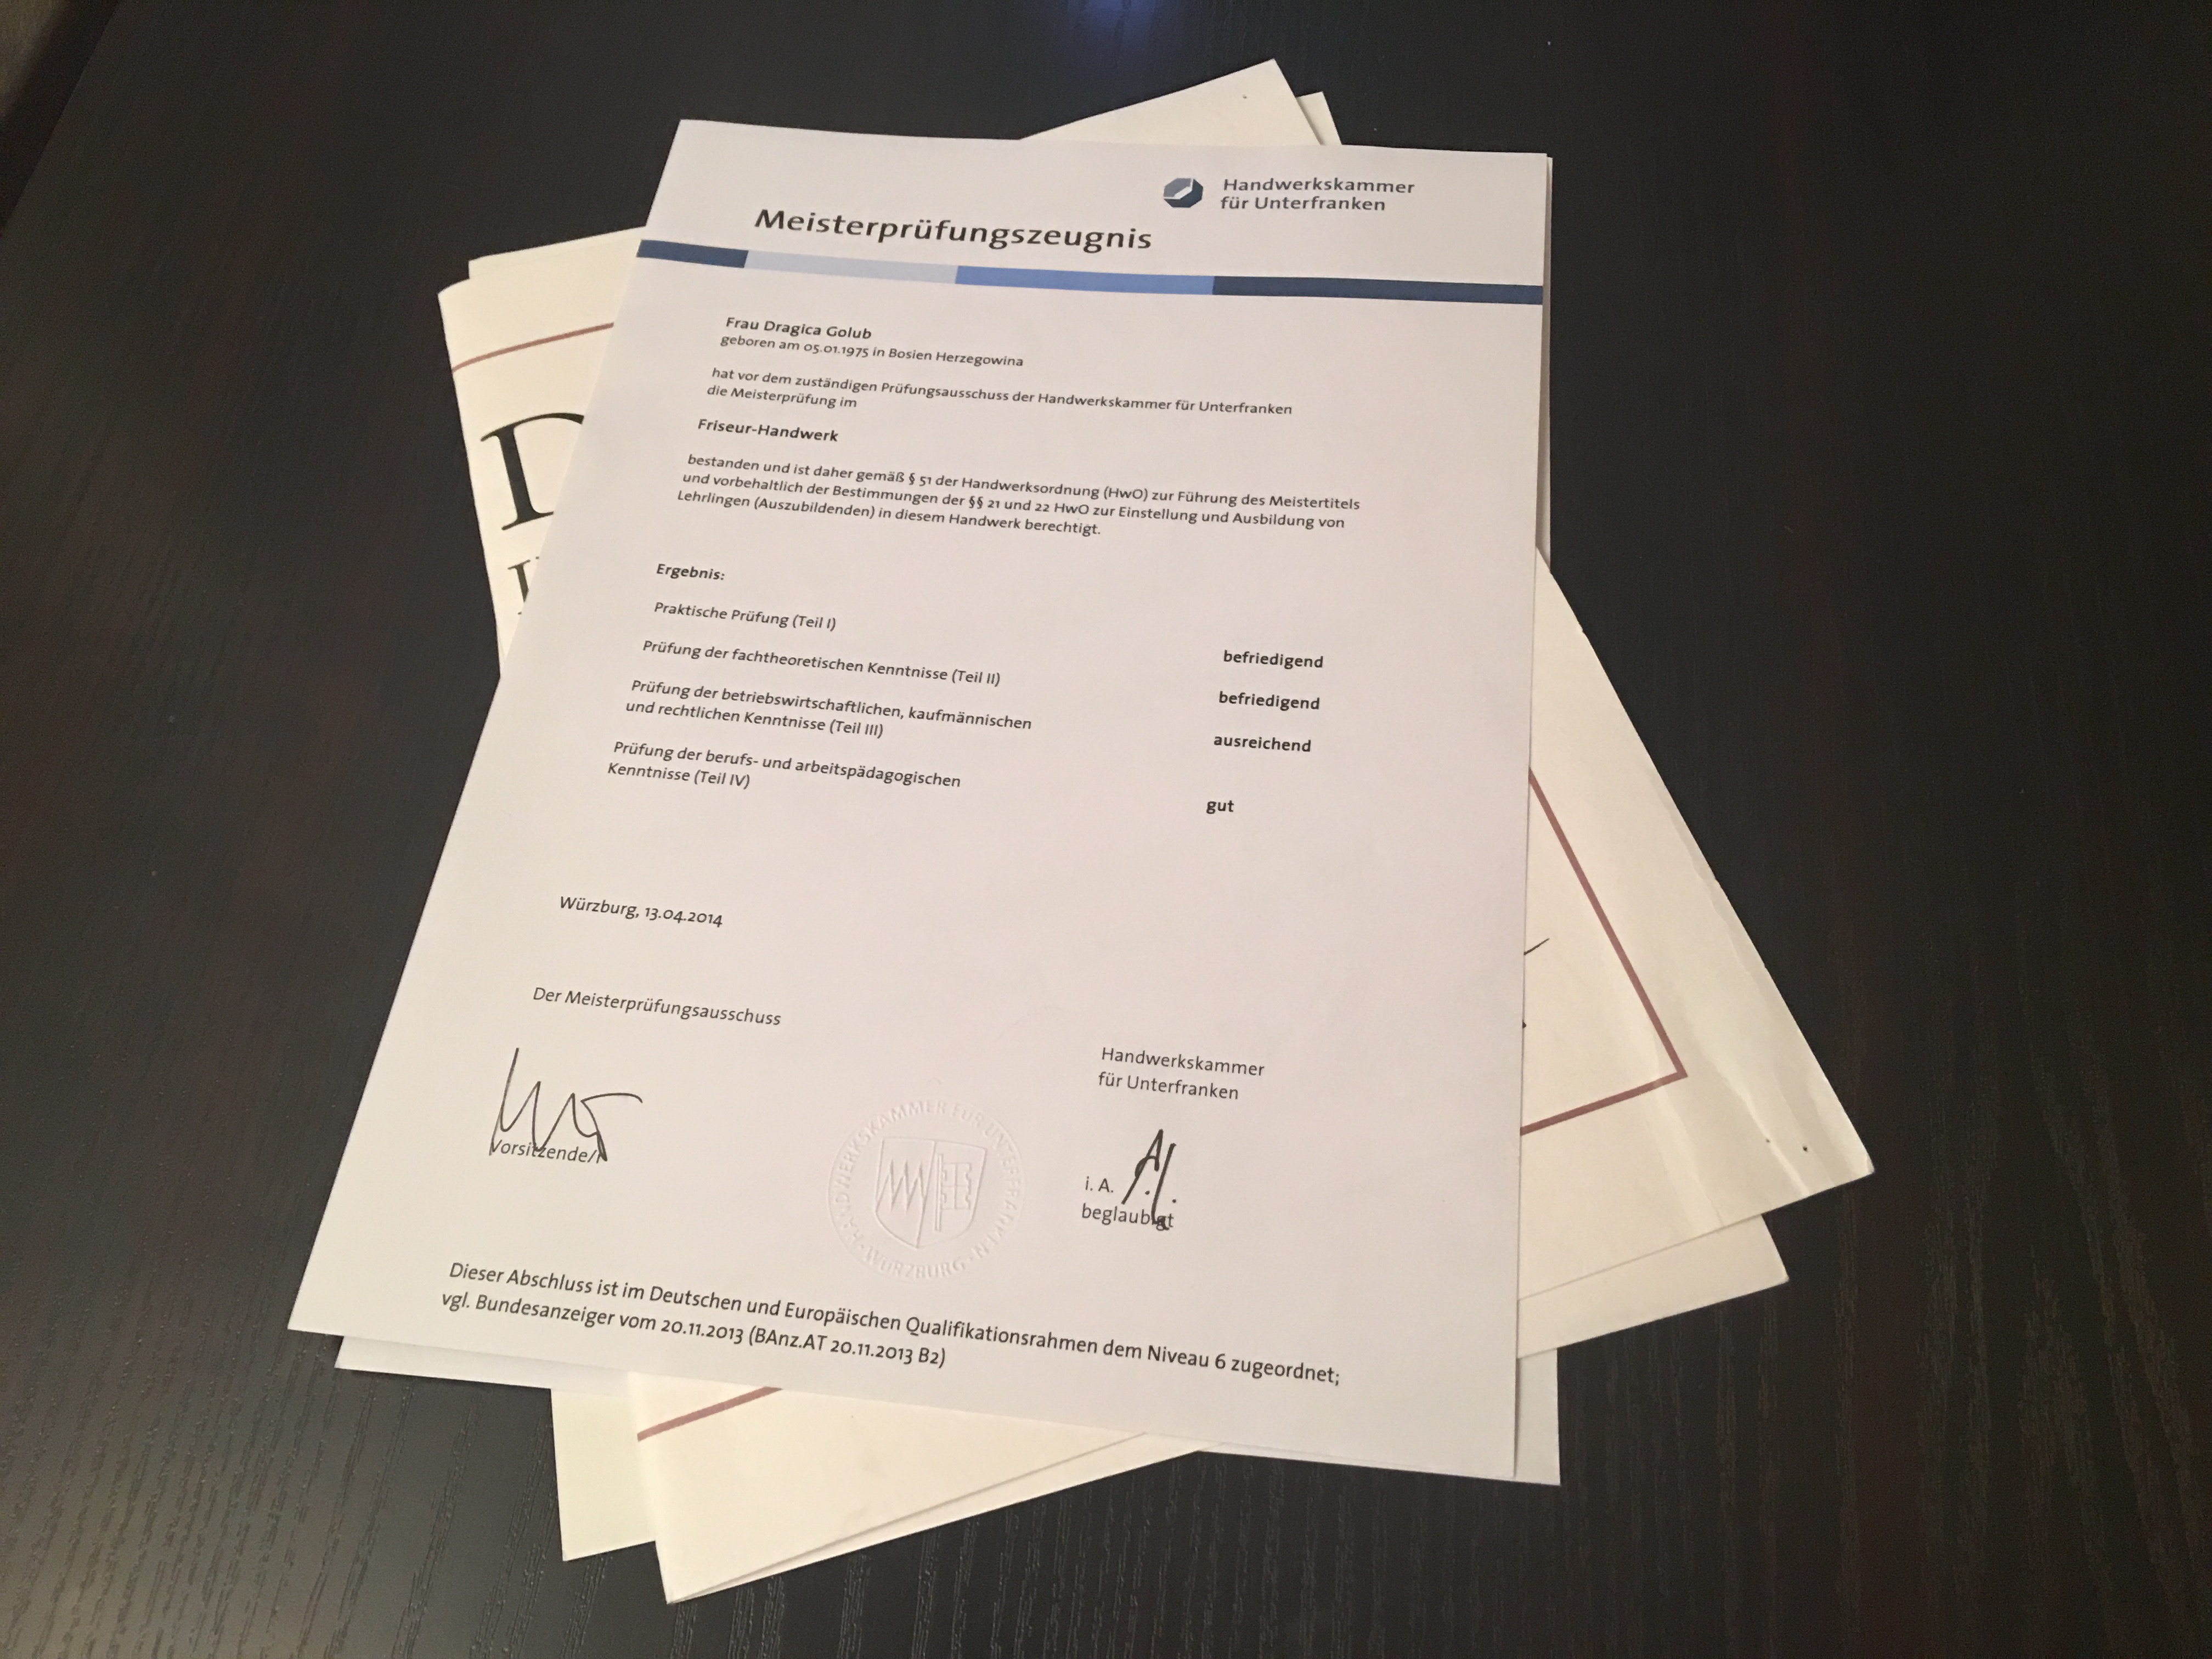 Handwerkskammer
für Unterfranken
Meisterprüfungszeugnis
Frau Dragica Golub
geboren am 05.01.1975 in Bosien Herzegowina
hat vor dem zuständigen Prüfungsausschuss der Handwerkskammer für Unterfranken
die Meisterprüfung im
Friseur-Handwerk
bestanden und ist daher gemäß § 51 der Handwerksordnung (HwO) zur Führung des Meistertitels
und vorbehaltlich der Bestimmungen der §§ 21 und 22 HwO zur Einstellung und Ausbildung von
Lehrlingen (Auszubildenden) in diesem Handwerk berechtigt.
Ergebnis:
Praktische Prüfung (Teil I) befriedigend
Prüfung der fachtheoretischen Kenntnisse (Teil II) befriedigend
Prüfung der betriebswirtschaftlichen, kaufmännischen
und rechtlichen Kenntnisse (Teil III) ausreichend
Prüfung der berufs- und arbeitspädagogischen
Kenntnisse (Teil IV) gut
Würzburg, 13.04.2014
Der Meisterprüfungsausschuss
Vorsitzende/r
Handwerkskammer
für Unterfranken
i. A.
beglaubigt
HANDWERKSKAMMER FÜR UNTERFRANKEN · WÜRZBURG ·
Dieser Abschluss ist im Deutschen und Europäischen Qualifikationsrahmen dem Niveau 6 zugeordnet;
vgl. Bundesanzeiger vom 20.11.2013 (BAnz.AT 20.11.2013 B2)
D